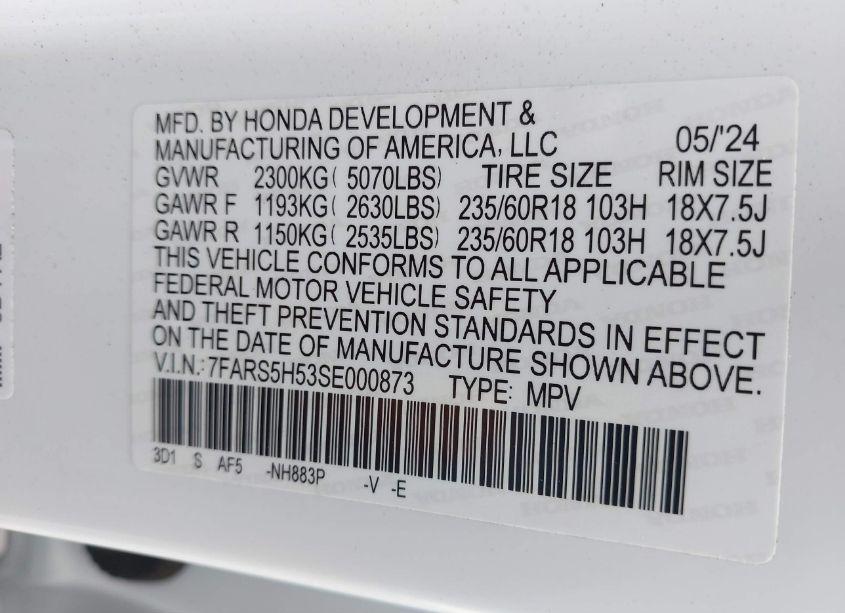 MFD. BY HONDA DEVELOPMENT &
MANUFACTURING OF AMERICA, LLC 05/'24
GVWR 2300KG( 5070LBS) TIRE SIZE RIM SIZE
GAWR F 1193KG( 2630LBS) 235/60R18 103H 18X7.5J
GAWR R 1150KG( 2535LBS) 235/60R18 103H 18X7.5J
THIS VEHICLE CONFORMS TO ALL APPLICABLE
FEDERAL MOTOR VEHICLE SAFETY
AND THEFT PREVENTION STANDARDS IN EFFECT
ON THE DATE OF MANUFACTURE SHOWN ABOVE.
V.I.N.: 7FARS5H53SE000873 TYPE: MPV
3D1 S AF5 -NH883P -V -E